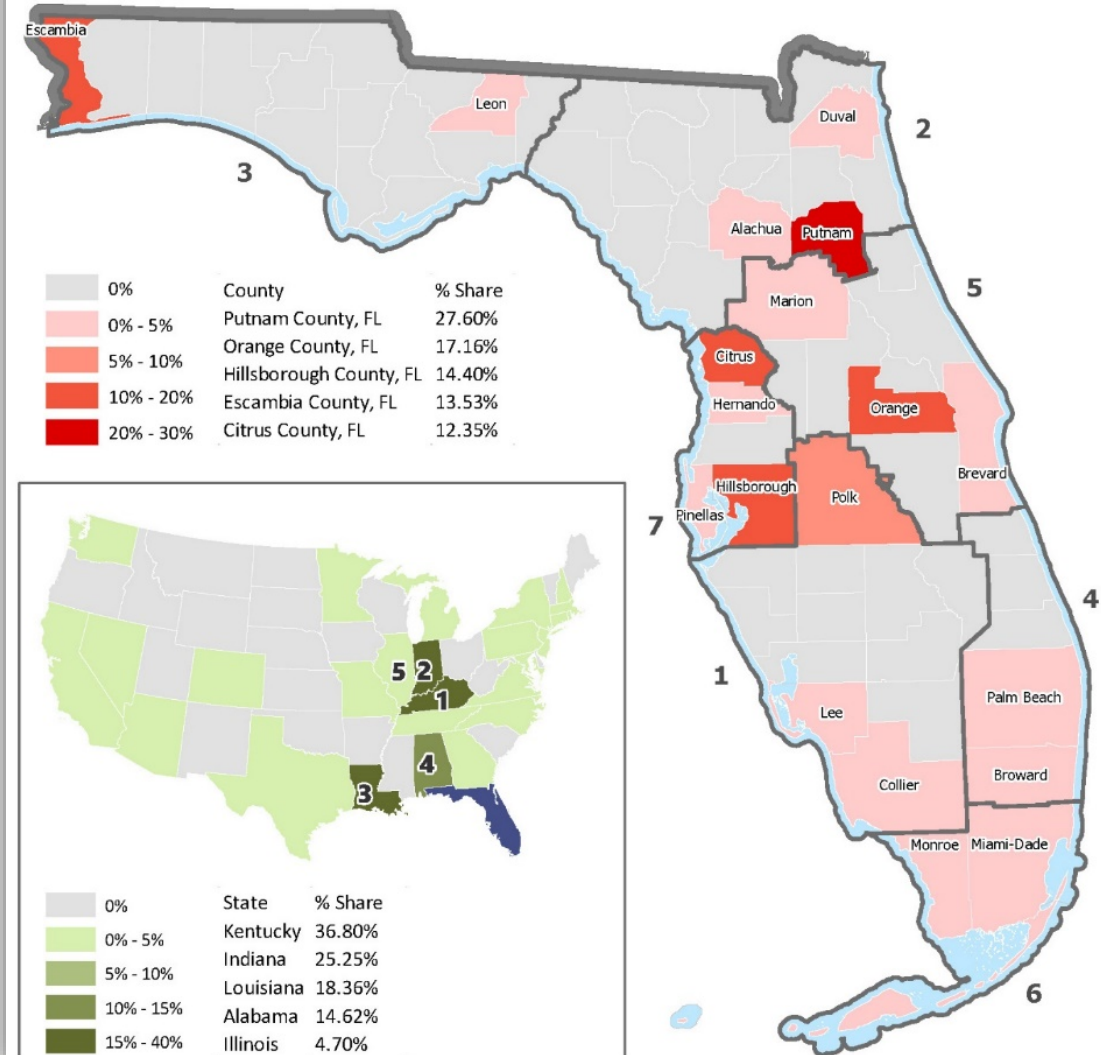 Escambia
Leon
Duval
2
3
Alachua
Putnam
5
Marion
0%
0% - 5%
5% - 10%
10% - 20%
20% - 30%
County % Share
Putnam County, FL 27.60%
Orange County, FL 17.16%
Hillsborough County, FL 14.40%
Escambia County, FL 13.53%
Citrus County, FL 12.35%
Citrus
Hernando
Orange
Brevard
Hillsborough
Polk
Pinellas
7
4
1
Palm Beach
Lee
Broward
Collier
Monroe
Miami-Dade
6
5
2
1
4
3
0%
0% - 5%
5% - 10%
10% - 15%
15% - 40%
State % Share
Kentucky 36.80%
Indiana 25.25%
Louisiana 18.36%
Alabama 14.62%
Illinois 4.70%